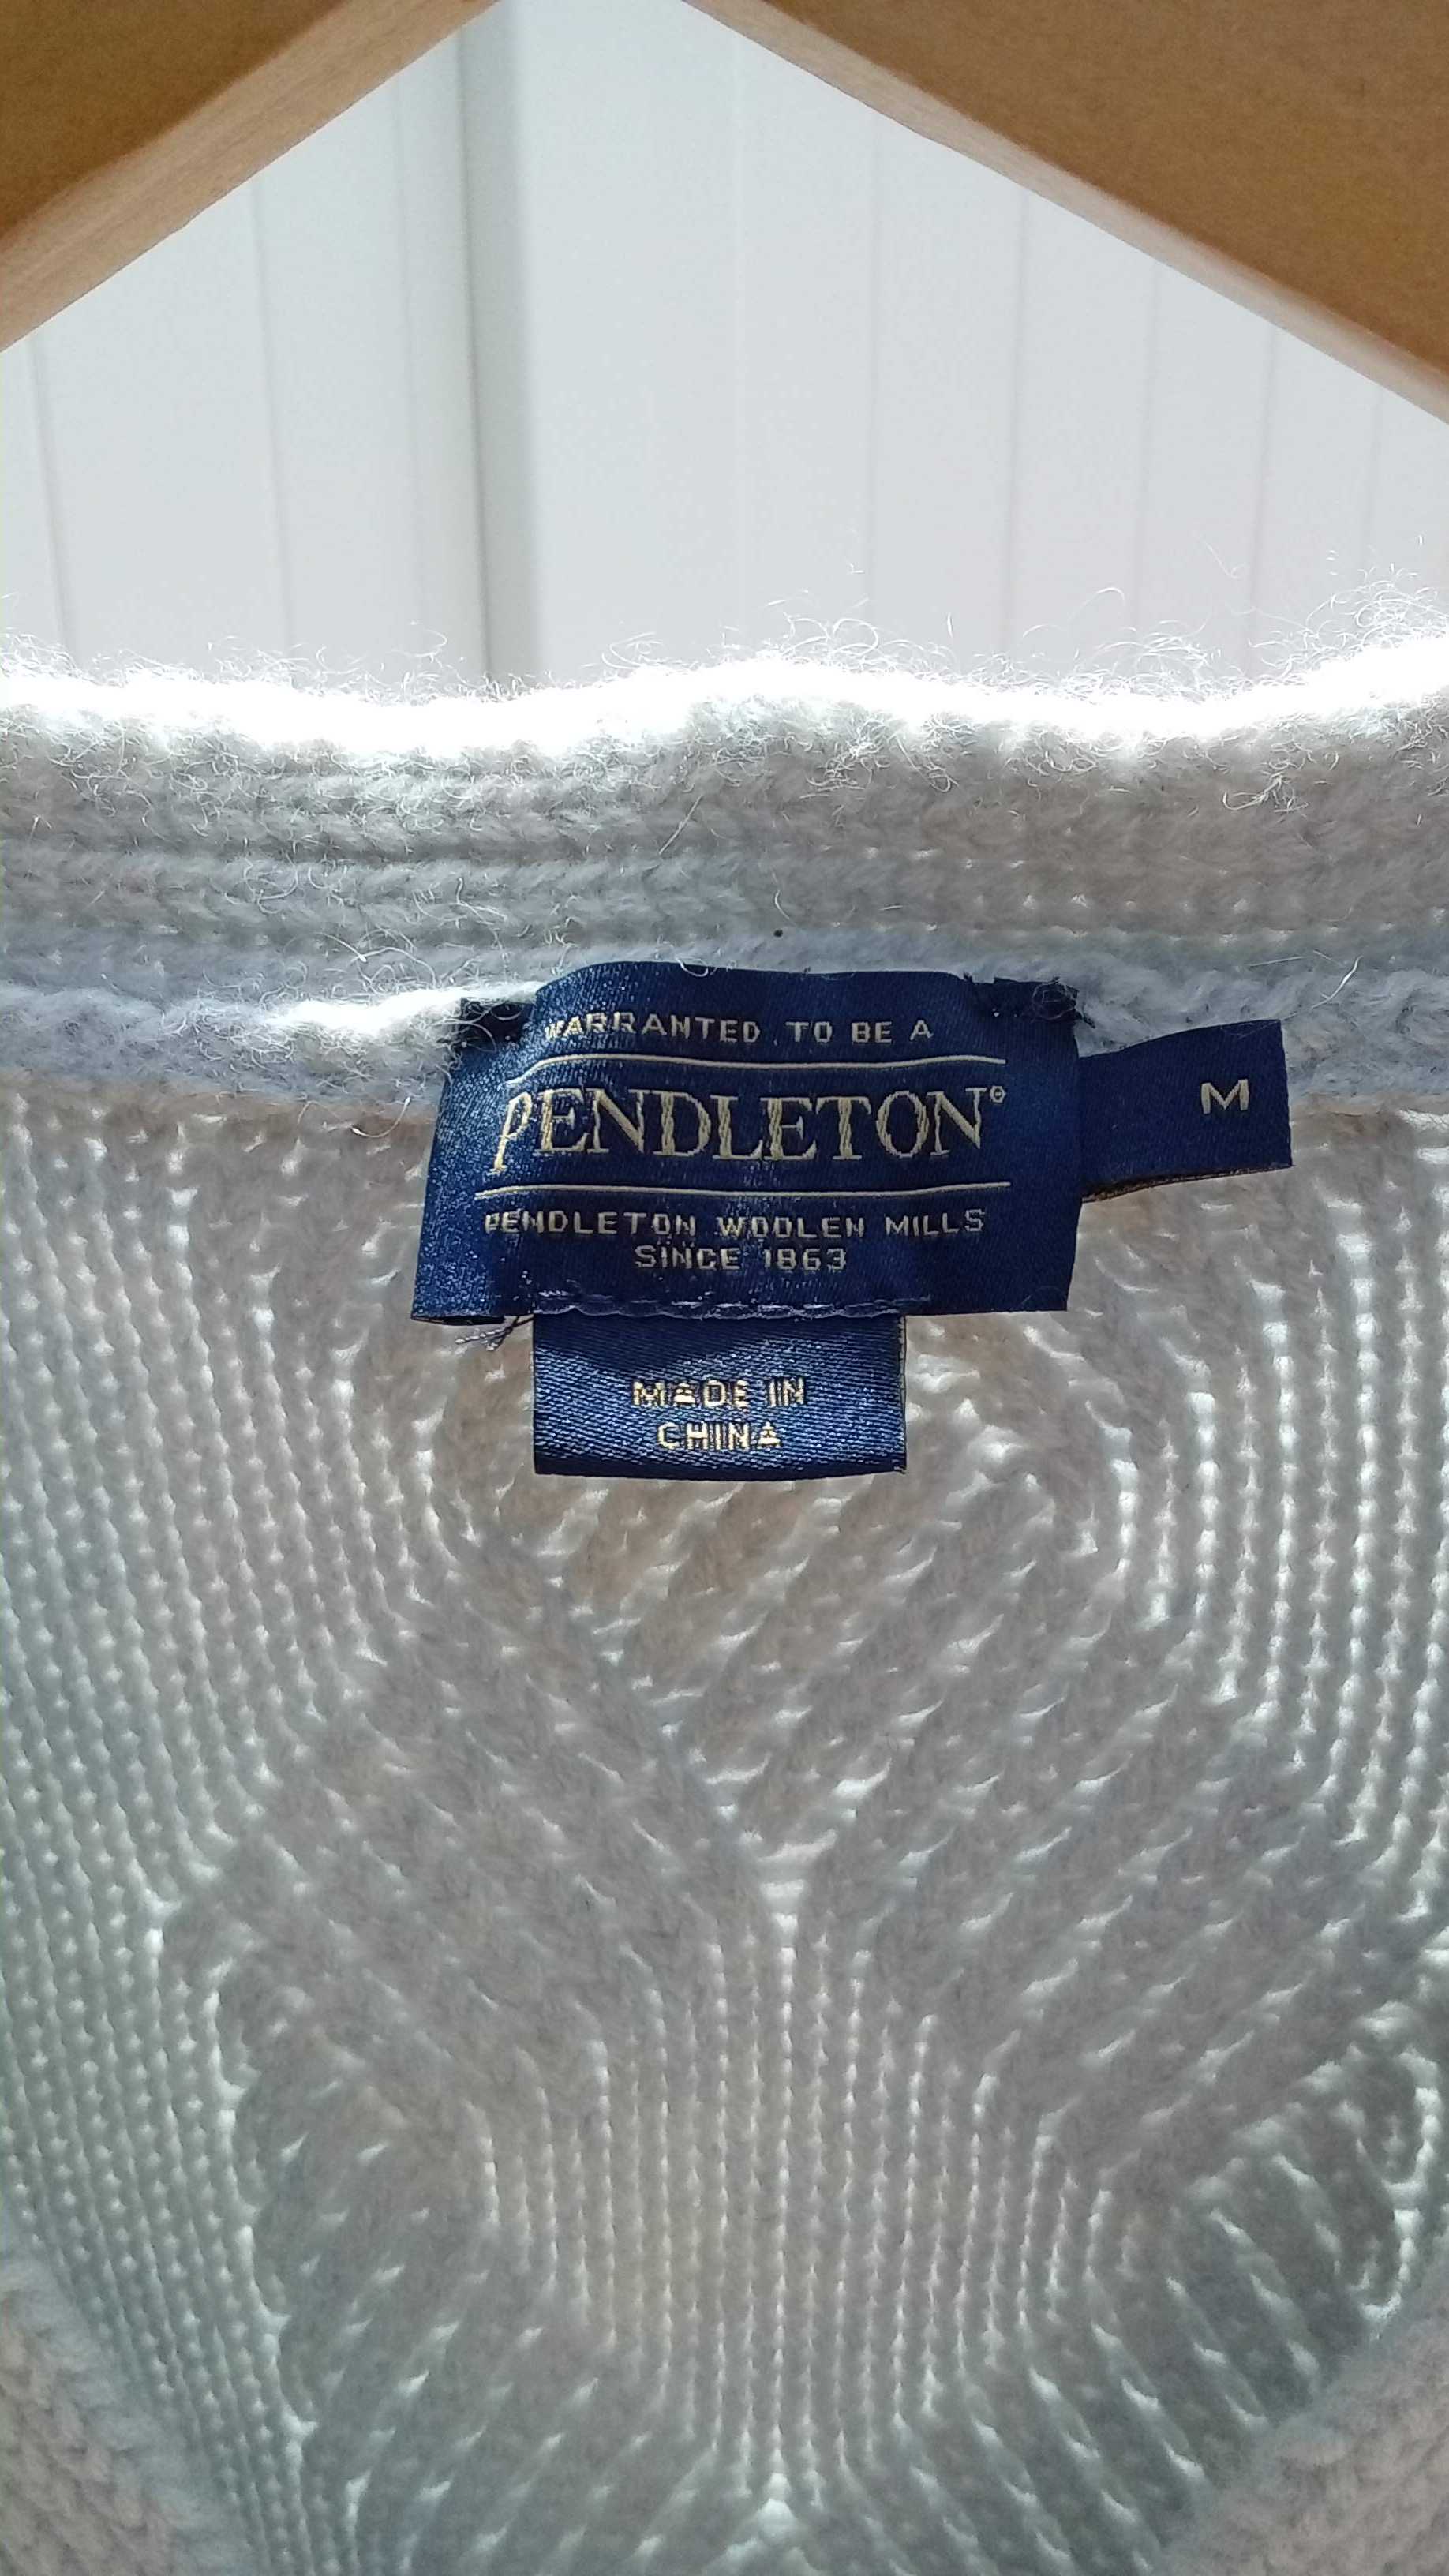 WARRANTED TO BE A
PENDLETON®
PENDLETON WOOLEN MILLS
SINCE 1863
M
MADE IN
CHINA